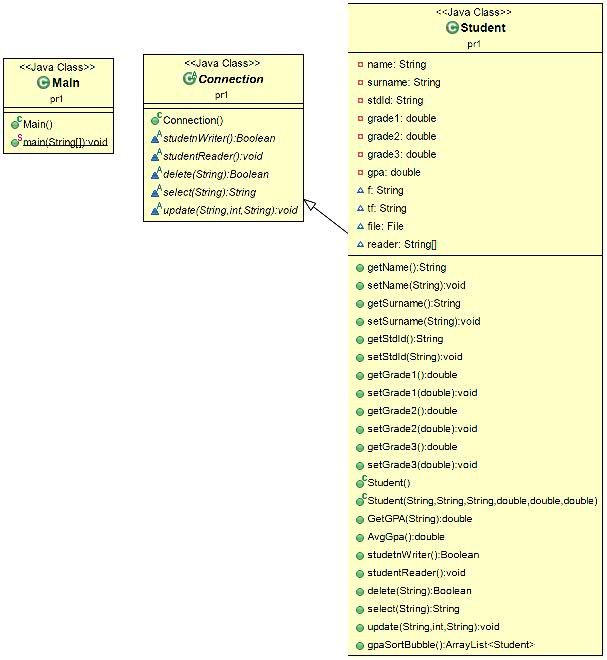 <<Java Class>>
Main
pr1
Main()
main(String[]):void
<<Java Class>>
Connection
pr1
Connection()
studetnWriter():Boolean
studentReader():void
delete(String):Boolean
select(String):String
update(String,int,String):void
<<Java Class>>
Student
pr1
name: String
surname: String
stdId: String
grade1: double
grade2: double
grade3: double
gpa: double
f: String
tf: String
file: File
reader: String[]
getName():String
setName(String):void
getSurname():String
setSurname(String):void
getStdId():String
setStdId(String):void
getGrade1():double
setGrade1(double):void
getGrade2():double
setGrade2(double):void
getGrade3():double
setGrade3(double):void
Student()
Student(String,String,String,double,double,double)
GetGPA(String):double
AvgGpa():double
studetnWriter():Boolean
studentReader():void
delete(String):Boolean
select(String):String
update(String,int,String):void
gpaSortBubble():ArrayList<Student>